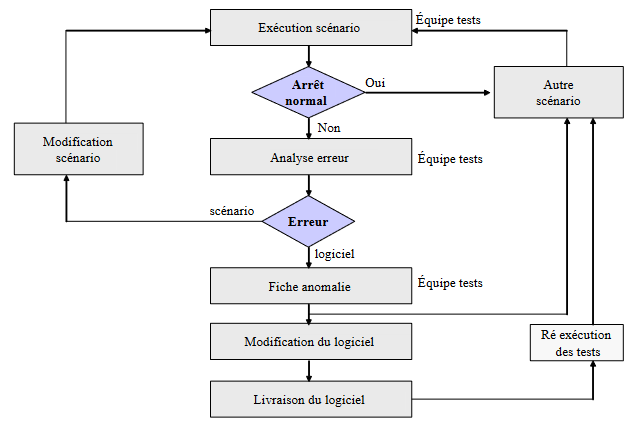 Exécution scénario
Équipe tests
Arrêt
normal
Oui
Autre
scénario
Non
Modification
scénario
Analyse erreur
Équipe tests
scénario
Erreur
logiciel
Fiche anomalie
Équipe tests
Modification du logiciel
Ré exécution
des tests
Livraison du logiciel